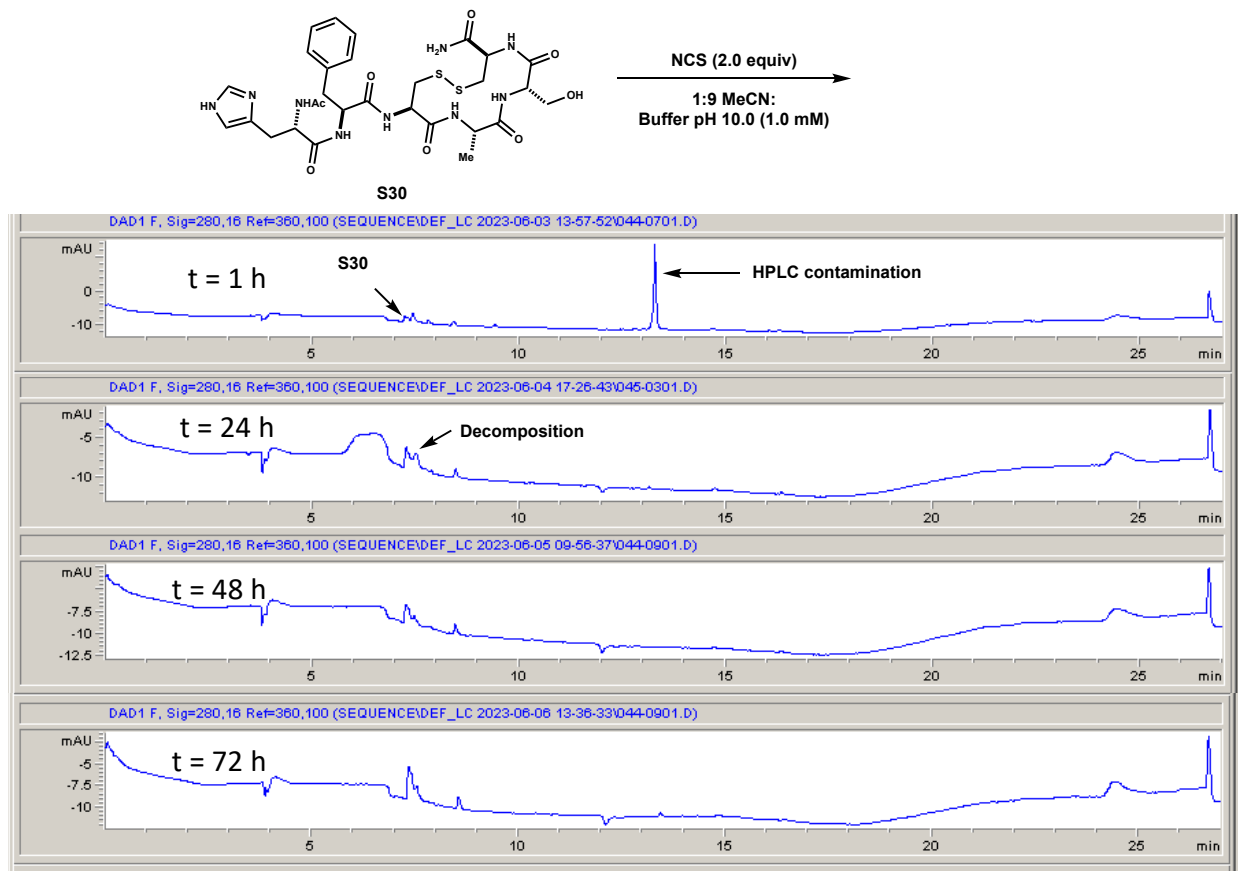 H₂N
O
H
N
O
S
S
HN
OH
O
NHAc
O
H
N
O
N
H
O
N
H
HN
N
O
Me
NH
O
S30
NCS (2.0 equiv)
1:9 MeCN:
Buffer pH 10.0 (1.0 mM)
DAD1 F, Sig=280,16 Ref=360,100 (SEQUENCE\DEF_LC 2023-06-03 13-57-52\044-0701.D)
mAU
0
-10
t = 1 h
S30
HPLC contamination
5 10 15 20 25 min
DAD1 F, Sig=280,16 Ref=360,100 (SEQUENCE\DEF_LC 2023-06-04 17-26-43\045-0301.D)
mAU
-5
-10
t = 24 h
Decomposition
5 10 15 20 25 min
DAD1 F, Sig=280,16 Ref=360,100 (SEQUENCE\DEF_LC 2023-06-05 09-56-37\044-0901.D)
mAU
-7.5
-10
-12.5
t = 48 h
5 10 15 20 25 min
DAD1 F, Sig=280,16 Ref=360,100 (SEQUENCE\DEF_LC 2023-06-06 13-36-33\044-0901.D)
mAU
-5
-7.5
-10
t = 72 h
5 10 15 20 25 min